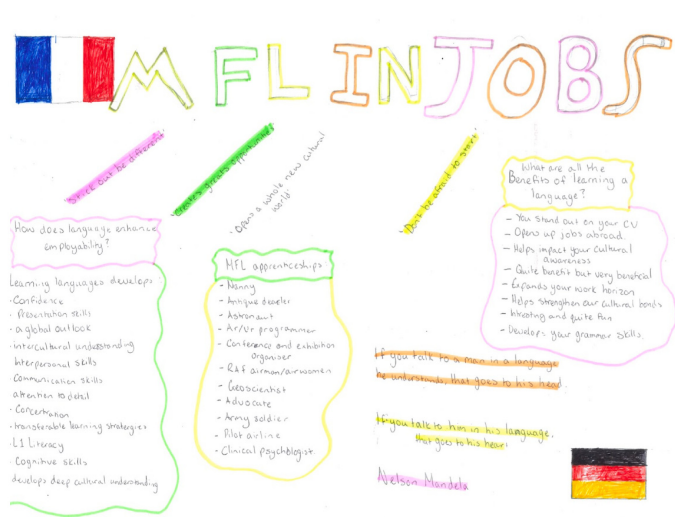 MFL IN JOBS
Stick out be different
Creates greats opportunities
Opens a whole new cultural
world
Don't be afraid to start
What are all the
Benefits of learning a
language?
- You stand out on your CV
- Opens up jobs abroad.
- Helps impact your cultural
awareness
- Quite benefit but very beneficial
- Expands your work horizon
- Helps strengthen our cultural bonds
- Intresting and quite fun
- Develops your grammar skills.
How does language enhance
employability?
Learning languages develops:
· Confidence
· Presentation skills
· a global outlook
· intercultural understanding
Interpersonal skills
Communication skills
attention to detail
· Concertration
· transferable learning stratergies
· L1 Literacy
· Cognitive skills
develops deep cultural understanding
MFL apprenticeships
- Nanny
- Antique dealer
- Astronaut
- Ar/Vr programmer
- Conference and exhibition
organiser
- RAF airmon/airwomen
- Geoscientist
- Advocate
- Army soldier
- Pilot airline
- Clinical psychologist.
If you talk to a man in a language
he understands, that goes to his head.
If you talk to him in his language,
that goes to his heart
Nelson Mandela